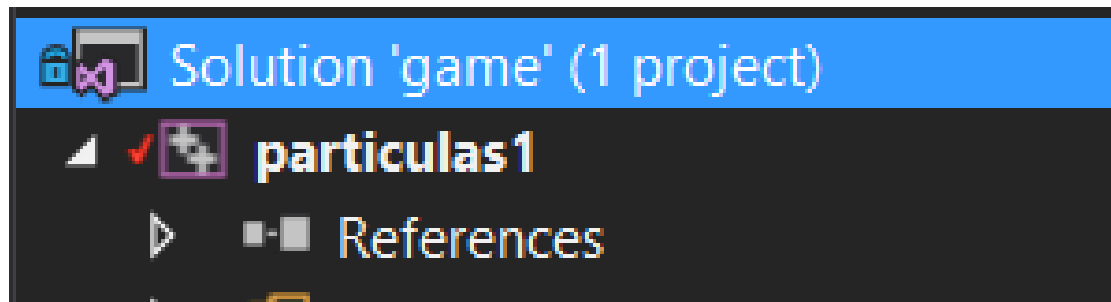 Solution 'game' (1 project)
particulas1
References